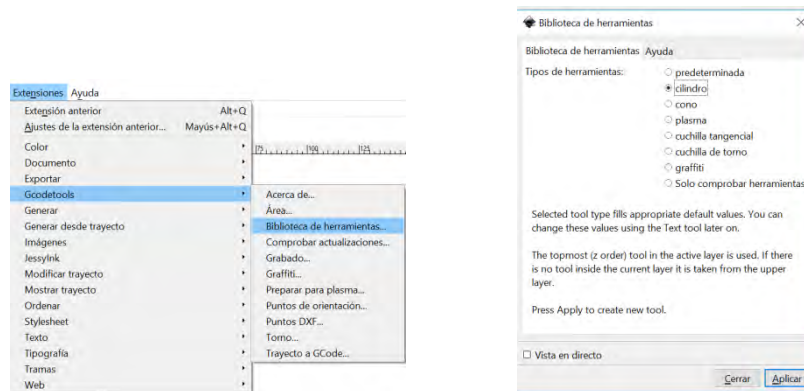 Extensiones Ayuda
Extensión anterior Alt+Q
Ajustes de la extensión anterior... Mayús+Alt+Q
Color
Documento
Exportar
Gcodetools
Generar
Generar desde trayecto
Imágenes
JessyInk
Modificar trayecto
Mostrar trayecto
Ordenar
Stylesheet
Texto
Tipografía
Tramas
Web
75 100 125
Acerca de...
Área...
Biblioteca de herramientas...
Comprobar actualizaciones...
Grabado...
Graffiti...
Preparar para plasma...
Puntos de orientación...
Puntos DXF...
Torno...
Trayecto a GCode...
Biblioteca de herramientas
Biblioteca de herramientas Ayuda
Tipos de herramientas:
predeterminada
cilindro
cono
plasma
cuchilla tangencial
cuchilla de torno
graffiti
Solo comprobar herramientas
Selected tool type fills appropriate default values. You can
change these values using the Text tool later on.
The topmost (z order) tool in the active layer is used. If there
is no tool inside the current layer it is taken from the upper
layer.
Press Apply to create new tool.
Vista en directo
Cerrar Aplicar